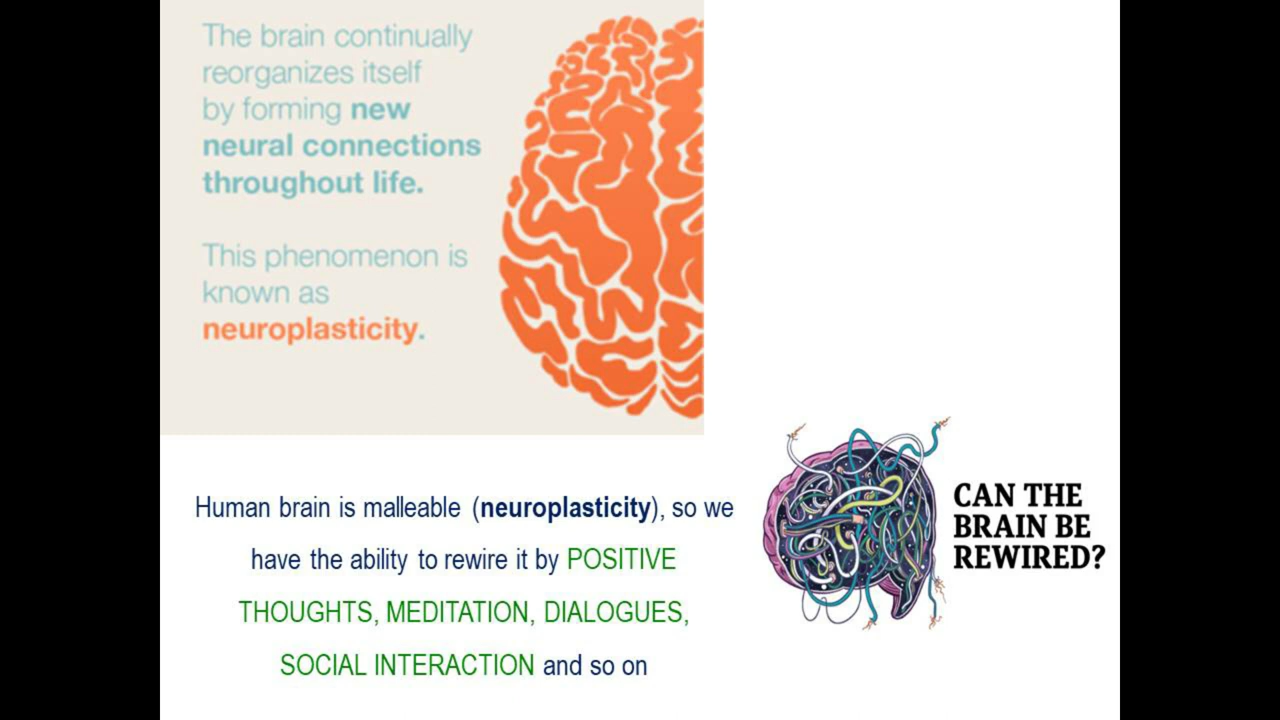 The brain continually
reorganizes itself
by forming new
neural connections
throughout life.
This phenomenon is
known as
neuroplasticity.
Human brain is malleable (neuroplasticity), so we
have the ability to rewire it by POSITIVE
THOUGHTS, MEDITATION, DIALOGUES,
SOCIAL INTERACTION and so on
CAN THE
BRAIN BE
REWIRED?